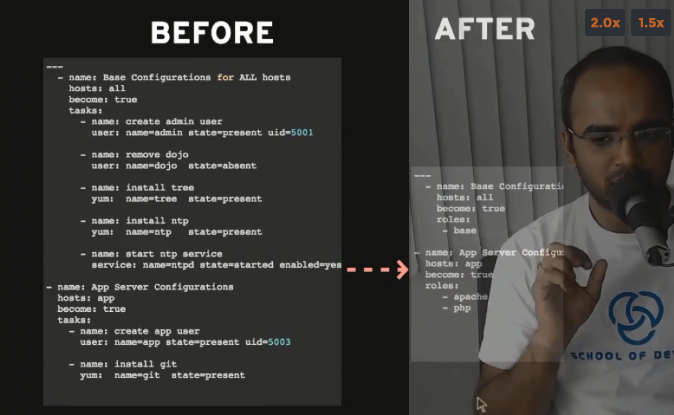 BEFORE
---
- name: Base Configurations for ALL hosts
hosts: all
become: true
tasks:
- name: create admin user
user: name=admin state=present uid=5001
- name: remove dojo
user: name=dojo state=absent
- name: install tree
yum: name=tree state=present
- name: install ntp
yum: name=ntp state=present
- name: start ntp service
service: name=ntpd state=started enabled=yes
- name: App Server Configurations
hosts: app
become: true
tasks:
- name: create app user
user: name=app state=present uid=5003
- name: install git
yum: name=git state=present
AFTER
2.0x 1.5x
---
- name: Base
hosts: all
become: true
roles:
- base
- name: App Server
hosts: app
become: true
roles:
- apache
- php
SCHOOL OF